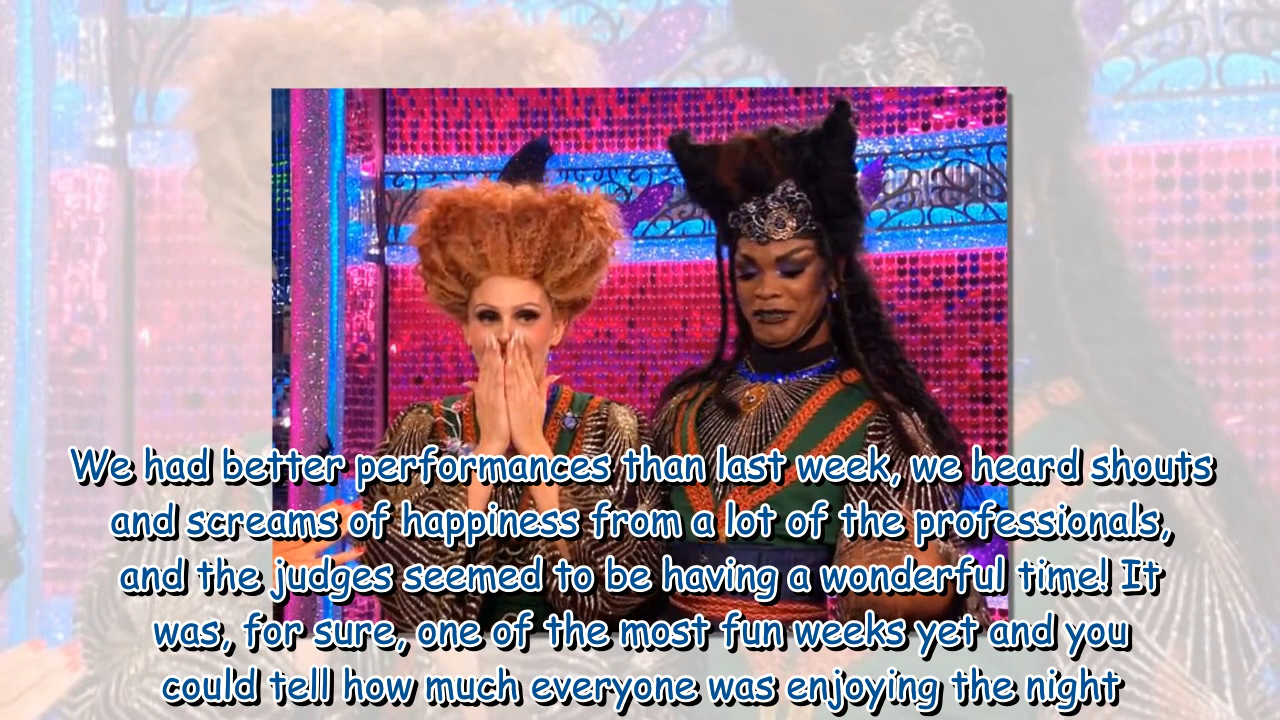 We had better performances than last week, we heard shouts
and screams of happiness from a lot of the professionals,
and the judges seemed to be having a wonderful time! It
was, for sure, one of the most fun weeks yet and you
could tell how much everyone was enjoying the night